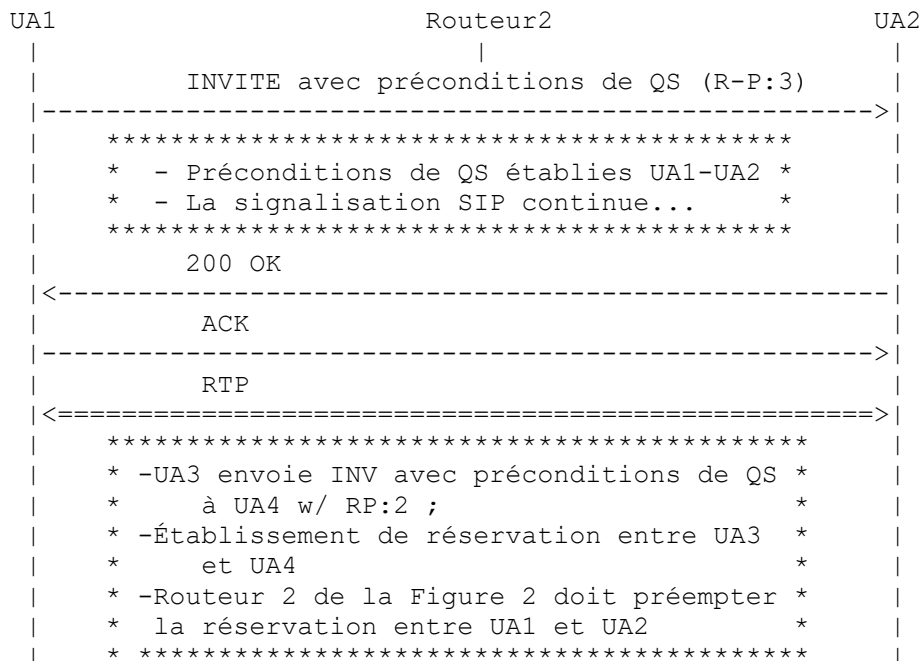 UA1                      Routeur2                    UA2
 |                           |                         |
 |         INVITE avec préconditions de QS (R-P:3)     |
 |---------------------------------------------------->|
 |    *******************************************      |
 |    *  - Préconditions de QS établies UA1-UA2 *      |
 |    *  - La signalisation SIP continue...     *      |
 |    *******************************************      |
 |         200 OK                                      |
 |<----------------------------------------------------|
 |          ACK                                        |
 |---------------------------------------------------->|
 |          RTP                                        |
 |<===================================================>|
 |    ********************************************     |
 |    * -UA3 envoie INV avec préconditions de QS *     |
 |    *     à UA4 w/ RP:2 ;                      *     |
 |    * -Établissement de réservation entre UA3  *     |
 |    *     et UA4                               *     |
 |    * -Routeur 2 de la Figure 2 doit préempter *     |
 |    *  la réservation entre UA1 et UA2         *     |
 |    * ******************************************     |